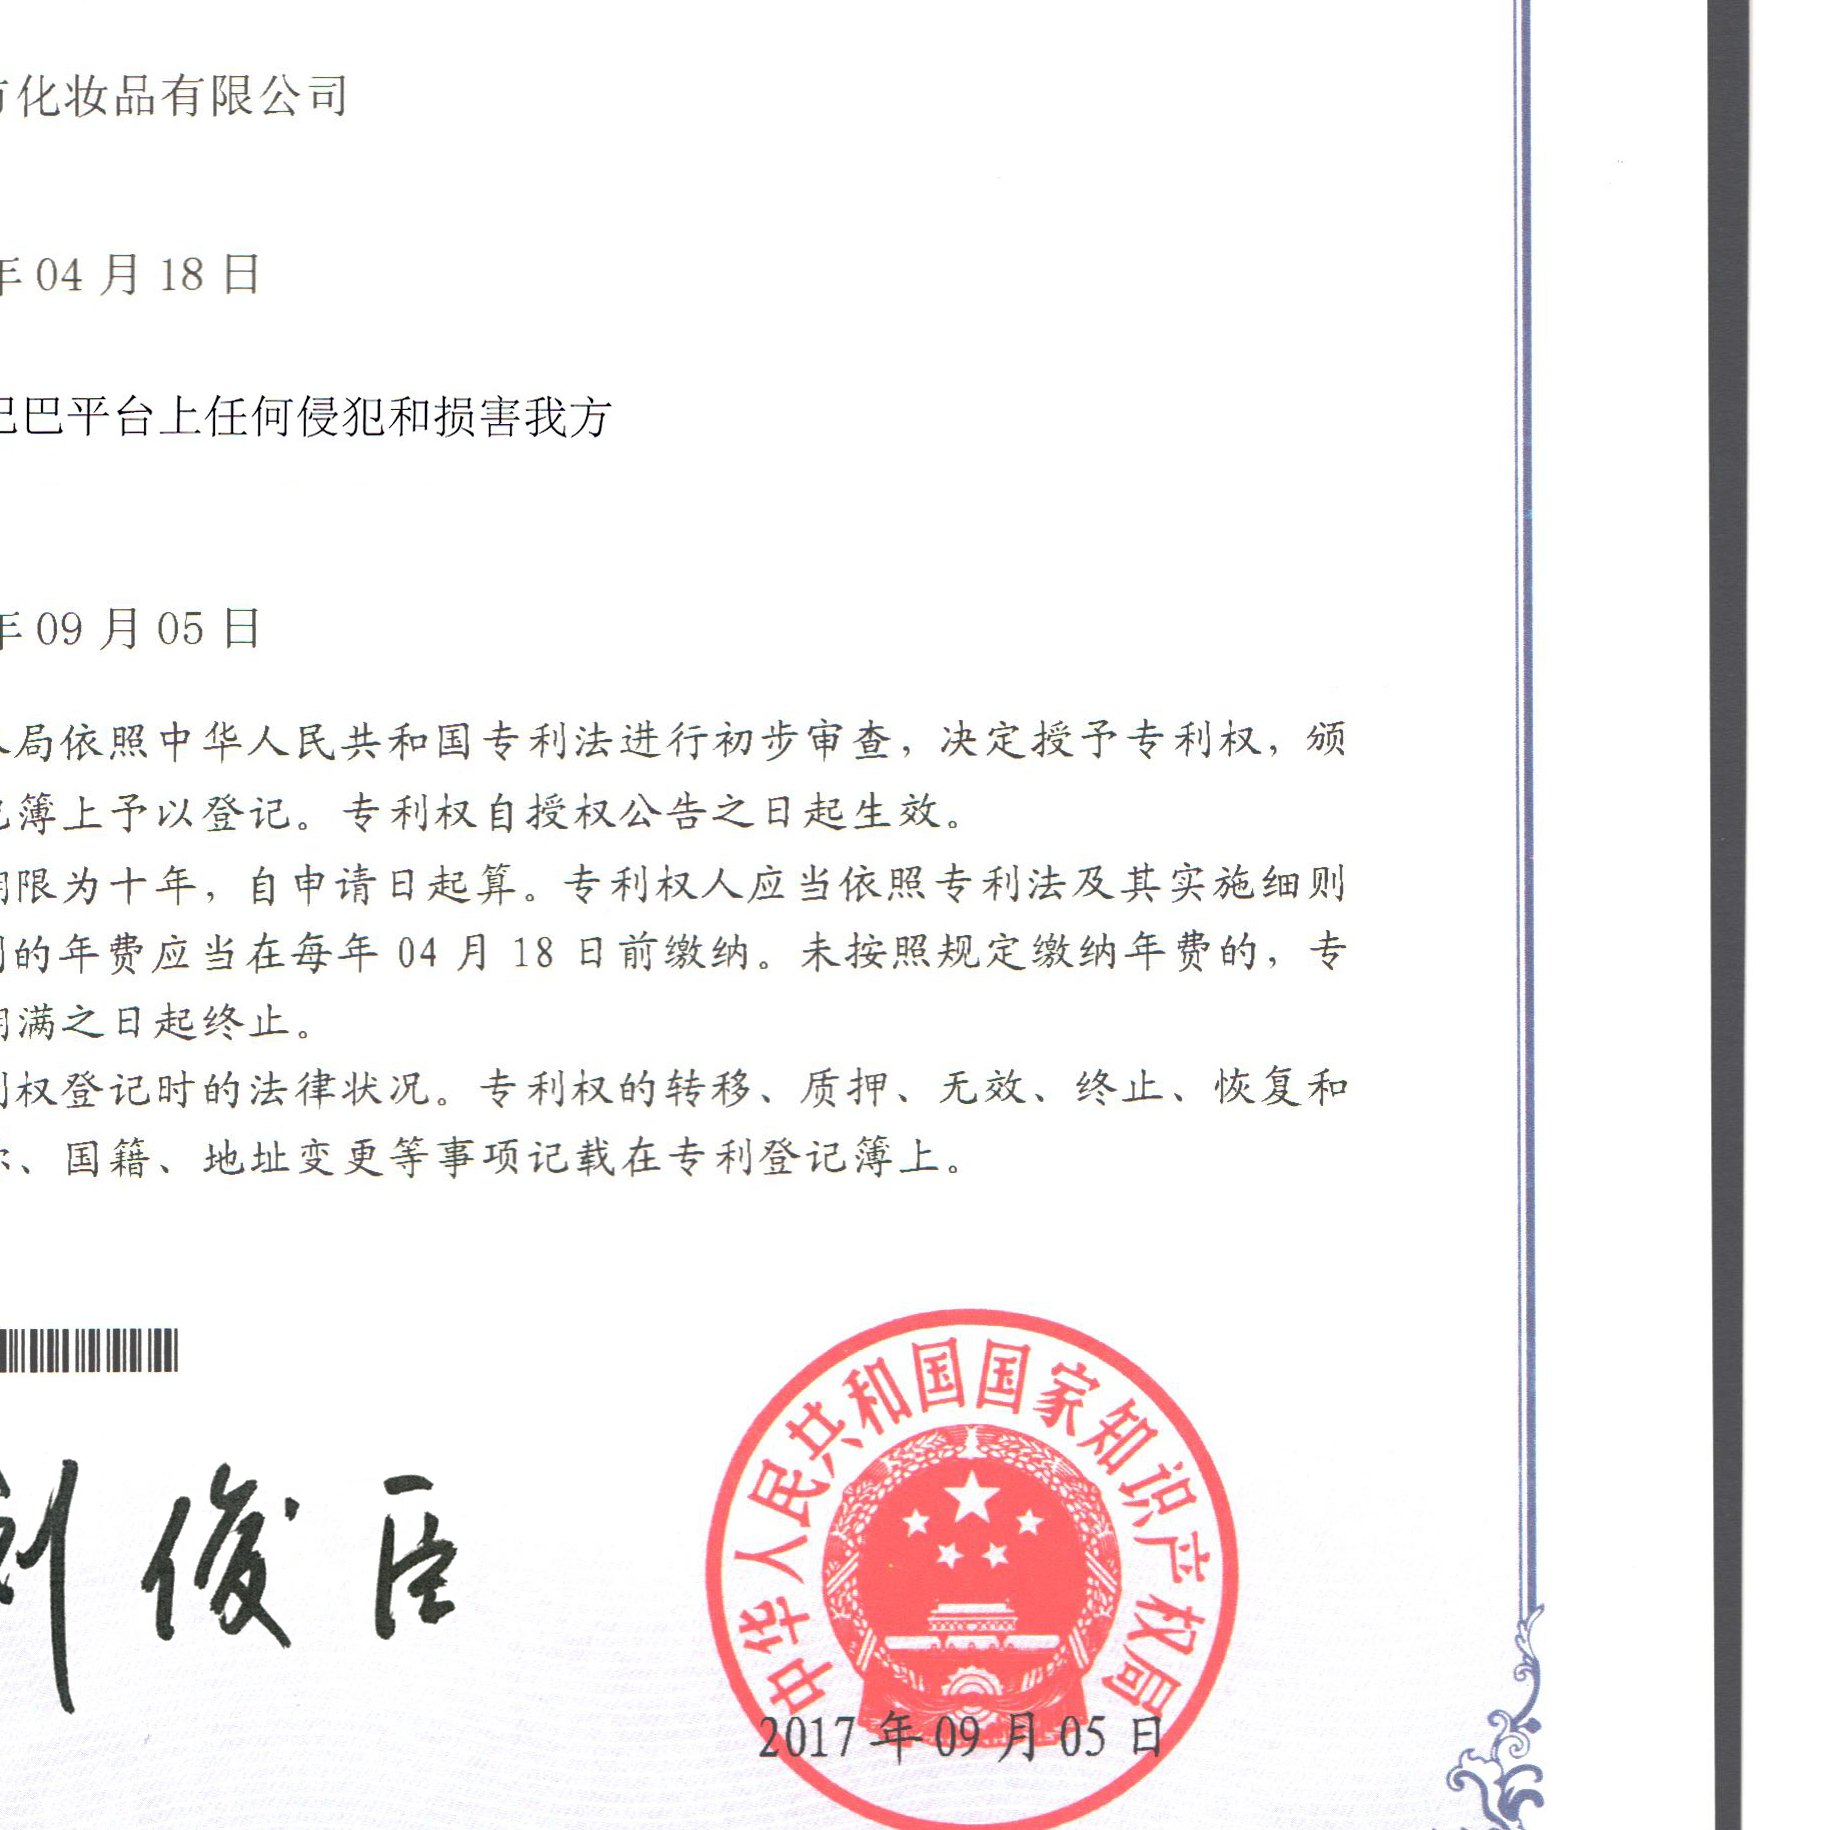 化妆品有限公司
年 04 月 18 日
巴巴平台上任何侵犯和损害我方
年 09 月 05 日
局依照中华人民共和国专利法进行初步审查，决定授予专利权，颁
记簿上予以登记。专利权自授权公告之日起生效。
期限为十年，自申请日起算。专利权人应当依照专利法及其实施细则
的年费应当在每年 04 月 18 日前缴纳。未按照规定缴纳年费的，专
期满之日起终止。
权登记时的法律状况。专利权的转移、质押、无效、终止、恢复和
、国籍、地址变更等事项记载在专利登记簿上。
中华人民共和国国家知识产权局
俊臣
2017 年 09 月 05 日